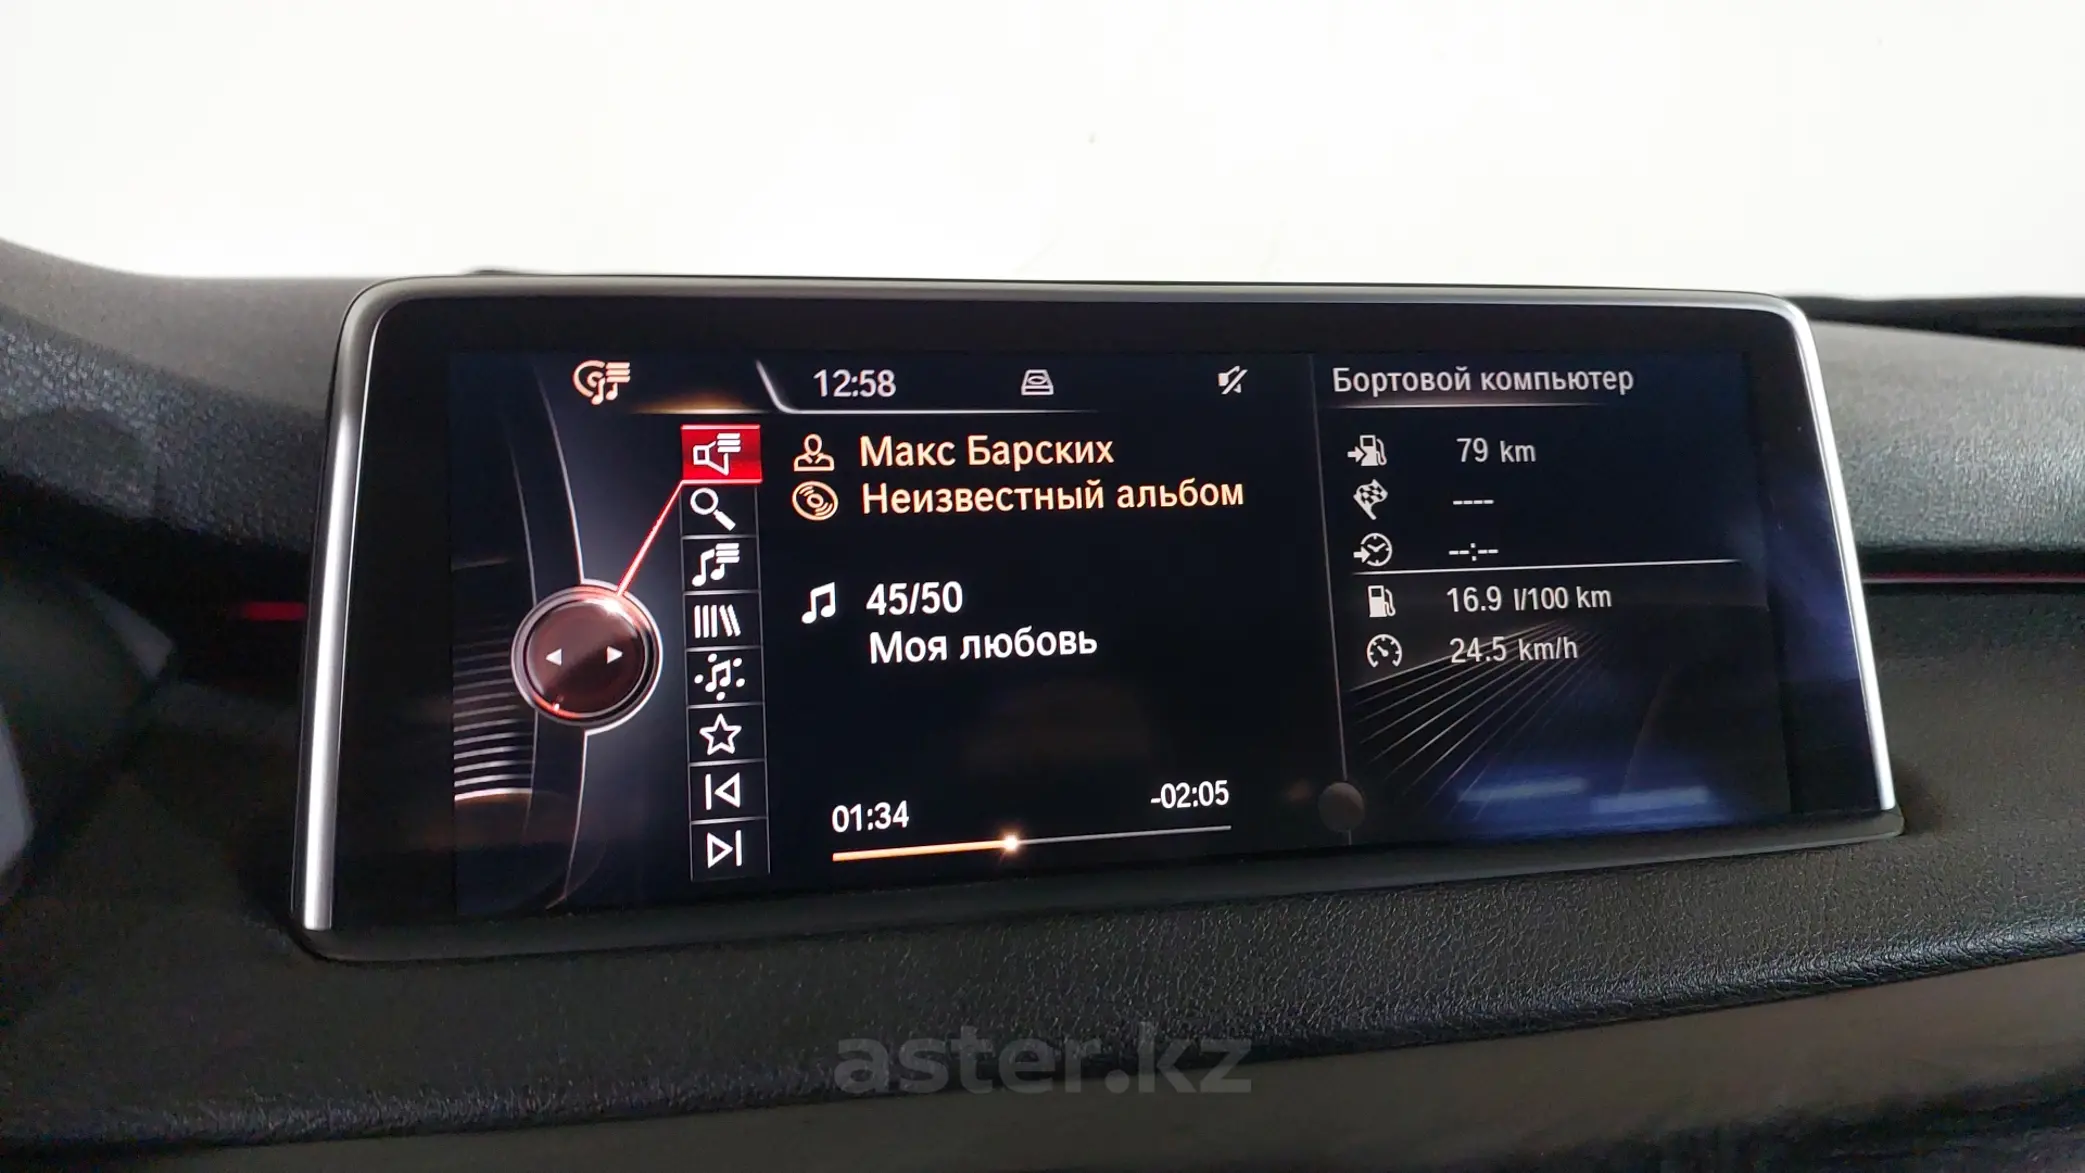 12:58
Макс Барских
Неизвестный альбом
45/50
Моя любовь
01:34
-02:05
Бортовой компьютер
79 km
----
--:--
16.9 l/100 km
24.5 km/h
aster.kz